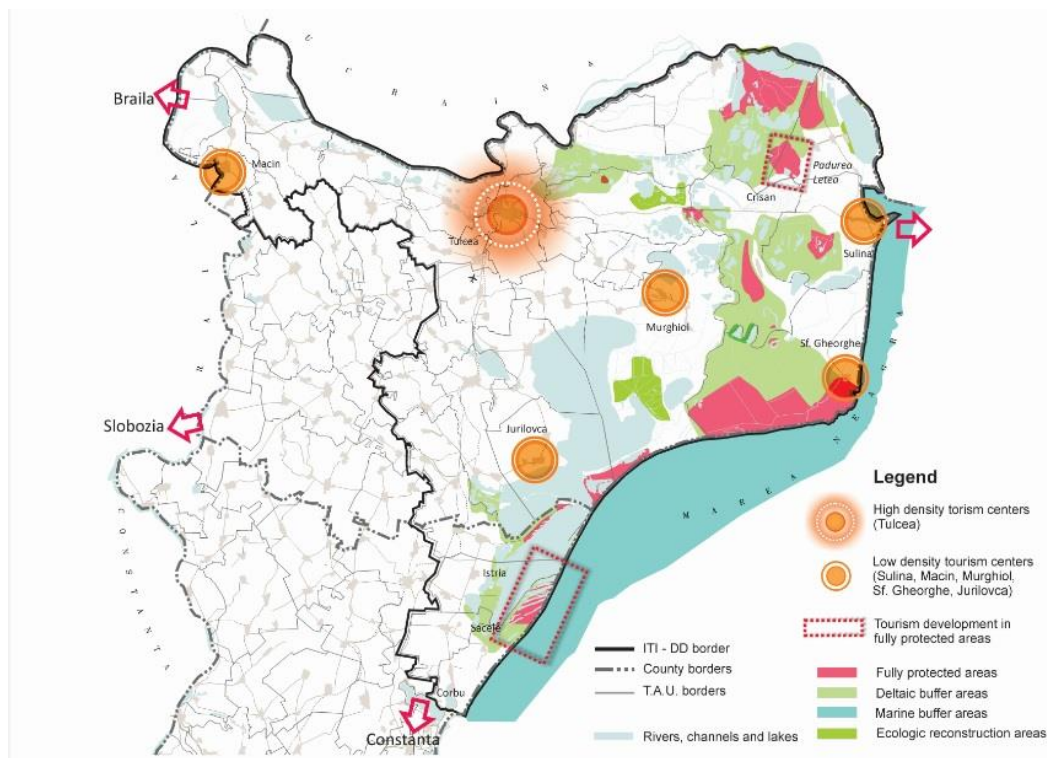 U C R A I N A
Braila
Macin
Padurea
Letea
Crisan
Tulcea
Sulina
Murghiol
Sf. Gheorghe
Slobozia
Jurilovca
M A R E A N E A G R A
CONSTANTA
Istria
Sacele
Corbu
Constanta
Legend
High density torism centers
(Tulcea)
Low density tourism centers
(Sulina, Macin, Murghiol,
Sf. Gheorghe, Jurilovca)
Tourism development in
fully protected areas
ITI - DD border
County borders
T.A.U. borders
Rivers, channels and lakes
Fully protected areas
Deltaic buffer areas
Marine buffer areas
Ecologic reconstruction areas